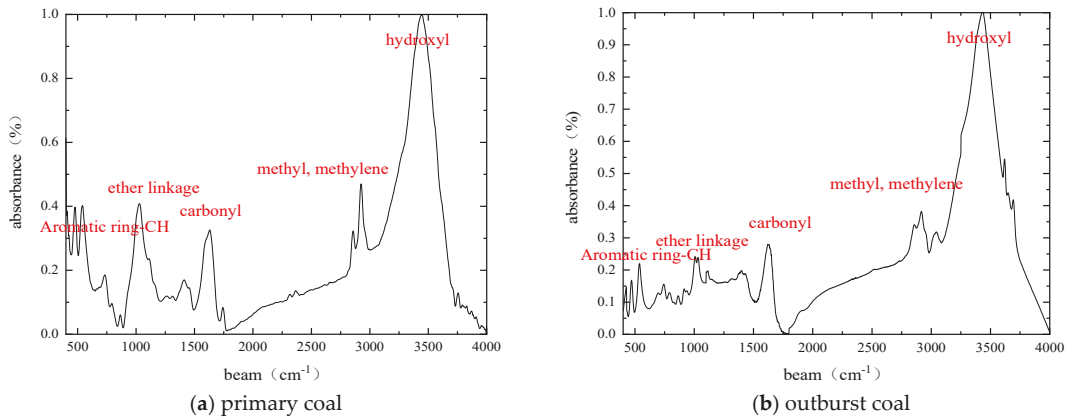 1.0
0.8
0.6
0.4
0.2
0.0
absorbance（%）
hydroxyl
methyl, methylene
ether linkage
carbonyl
Aromatic ring-CH
500 1000 1500 2000 2500 3000 3500 4000
beam（cm⁻¹）
(a) primary coal
1.0
0.9
0.8
0.7
0.6
0.5
0.4
0.3
0.2
0.1
0.0
absorbance（%)
hydroxyl
methyl, methylene
carbonyl
ether linkage
Aromatic ring-CH
500 1000 1500 2000 2500 3000 3500 4000
beam（cm⁻¹）
(b) outburst coal